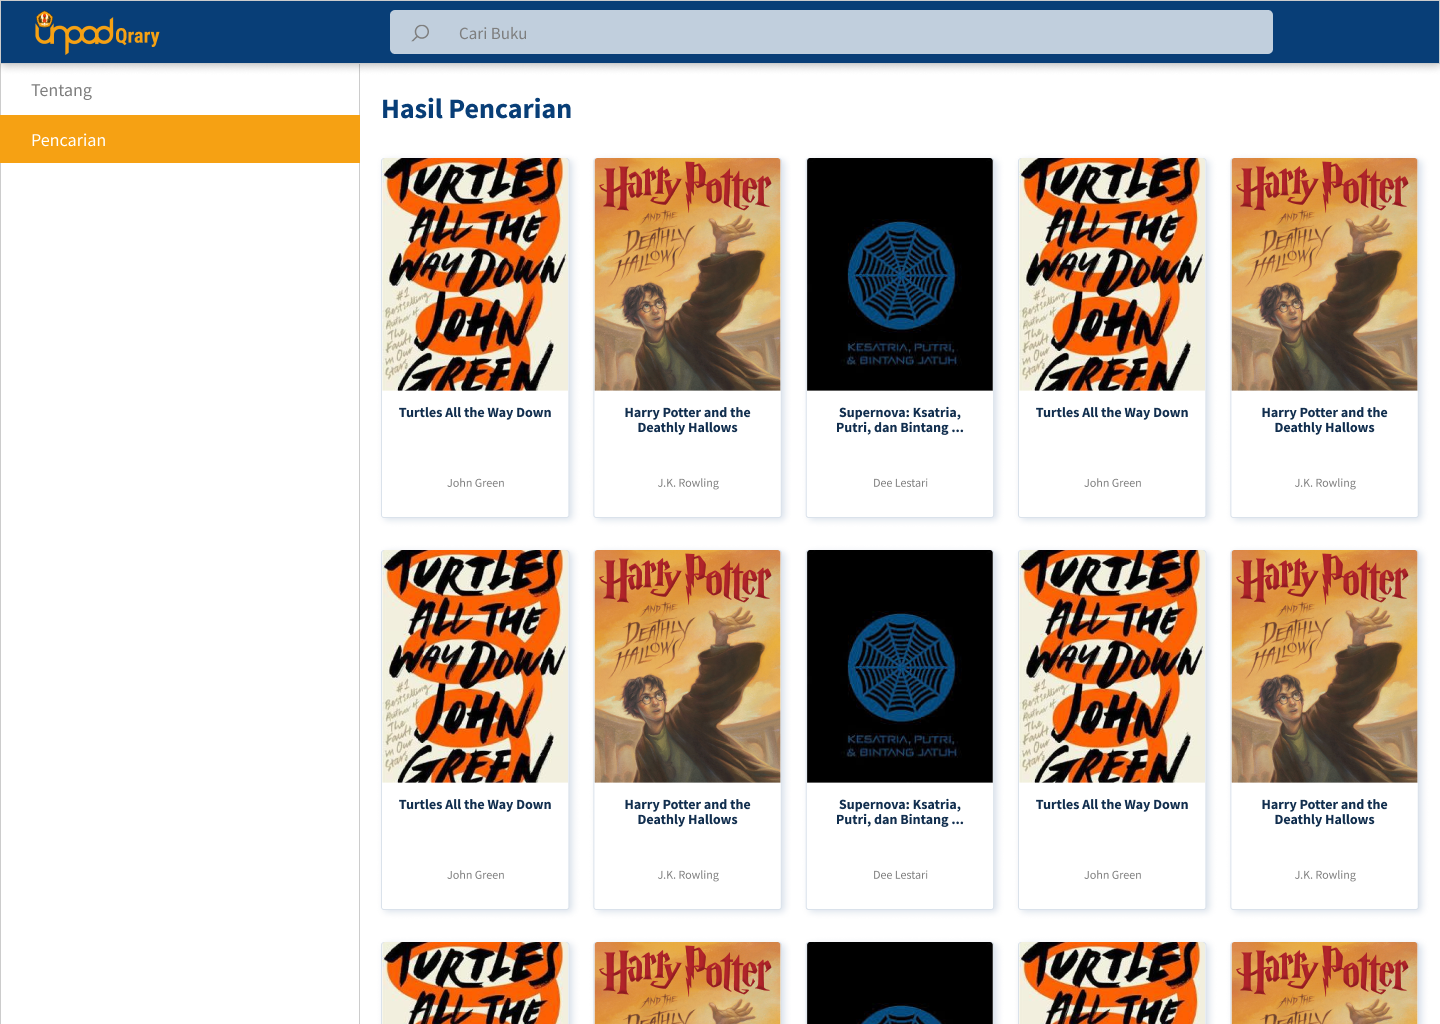 unpad Qrary
Cari Buku
Tentang
Pencarian
Hasil Pencarian
TURTLES
ALL THE
WAY DOWN
#1
Bestselling
Author of
The
Fault
in Our
Stars
JOHN
GREEN
Turtles All the Way Down
John Green
Harry Potter
AND THE
DEATHLY
HALLOWS
Harry Potter and the
Deathly Hallows
J.K. Rowling
KESATRIA, PUTRI,
& BINTANG JATUH
Supernova: Ksatria,
Putri, dan Bintang ...
Dee Lestari
TURTLES
ALL THE
WAY DOWN
#1
Bestselling
Author of
The
Fault
in Our
Stars
JOHN
GREEN
Turtles All the Way Down
John Green
Harry Potter
AND THE
DEATHLY
HALLOWS
Harry Potter and the
Deathly Hallows
J.K. Rowling
TURTLES
ALL THE
WAY DOWN
#1
Bestselling
Author of
The
Fault
in Our
Stars
JOHN
GREEN
Turtles All the Way Down
John Green
Harry Potter
AND THE
DEATHLY
HALLOWS
Harry Potter and the
Deathly Hallows
J.K. Rowling
KESATRIA, PUTRI,
& BINTANG JATUH
Supernova: Ksatria,
Putri, dan Bintang ...
Dee Lestari
TURTLES
ALL THE
WAY DOWN
#1
Bestselling
Author of
The
Fault
in Our
Stars
JOHN
GREEN
Turtles All the Way Down
John Green
Harry Potter
AND THE
DEATHLY
HALLOWS
Harry Potter and the
Deathly Hallows
J.K. Rowling
TURTLES
ALL THE
Harry Potter
AND THE
DEATHLY
TURTLES
ALL THE
Harry Potter
AND THE
DEATHLY